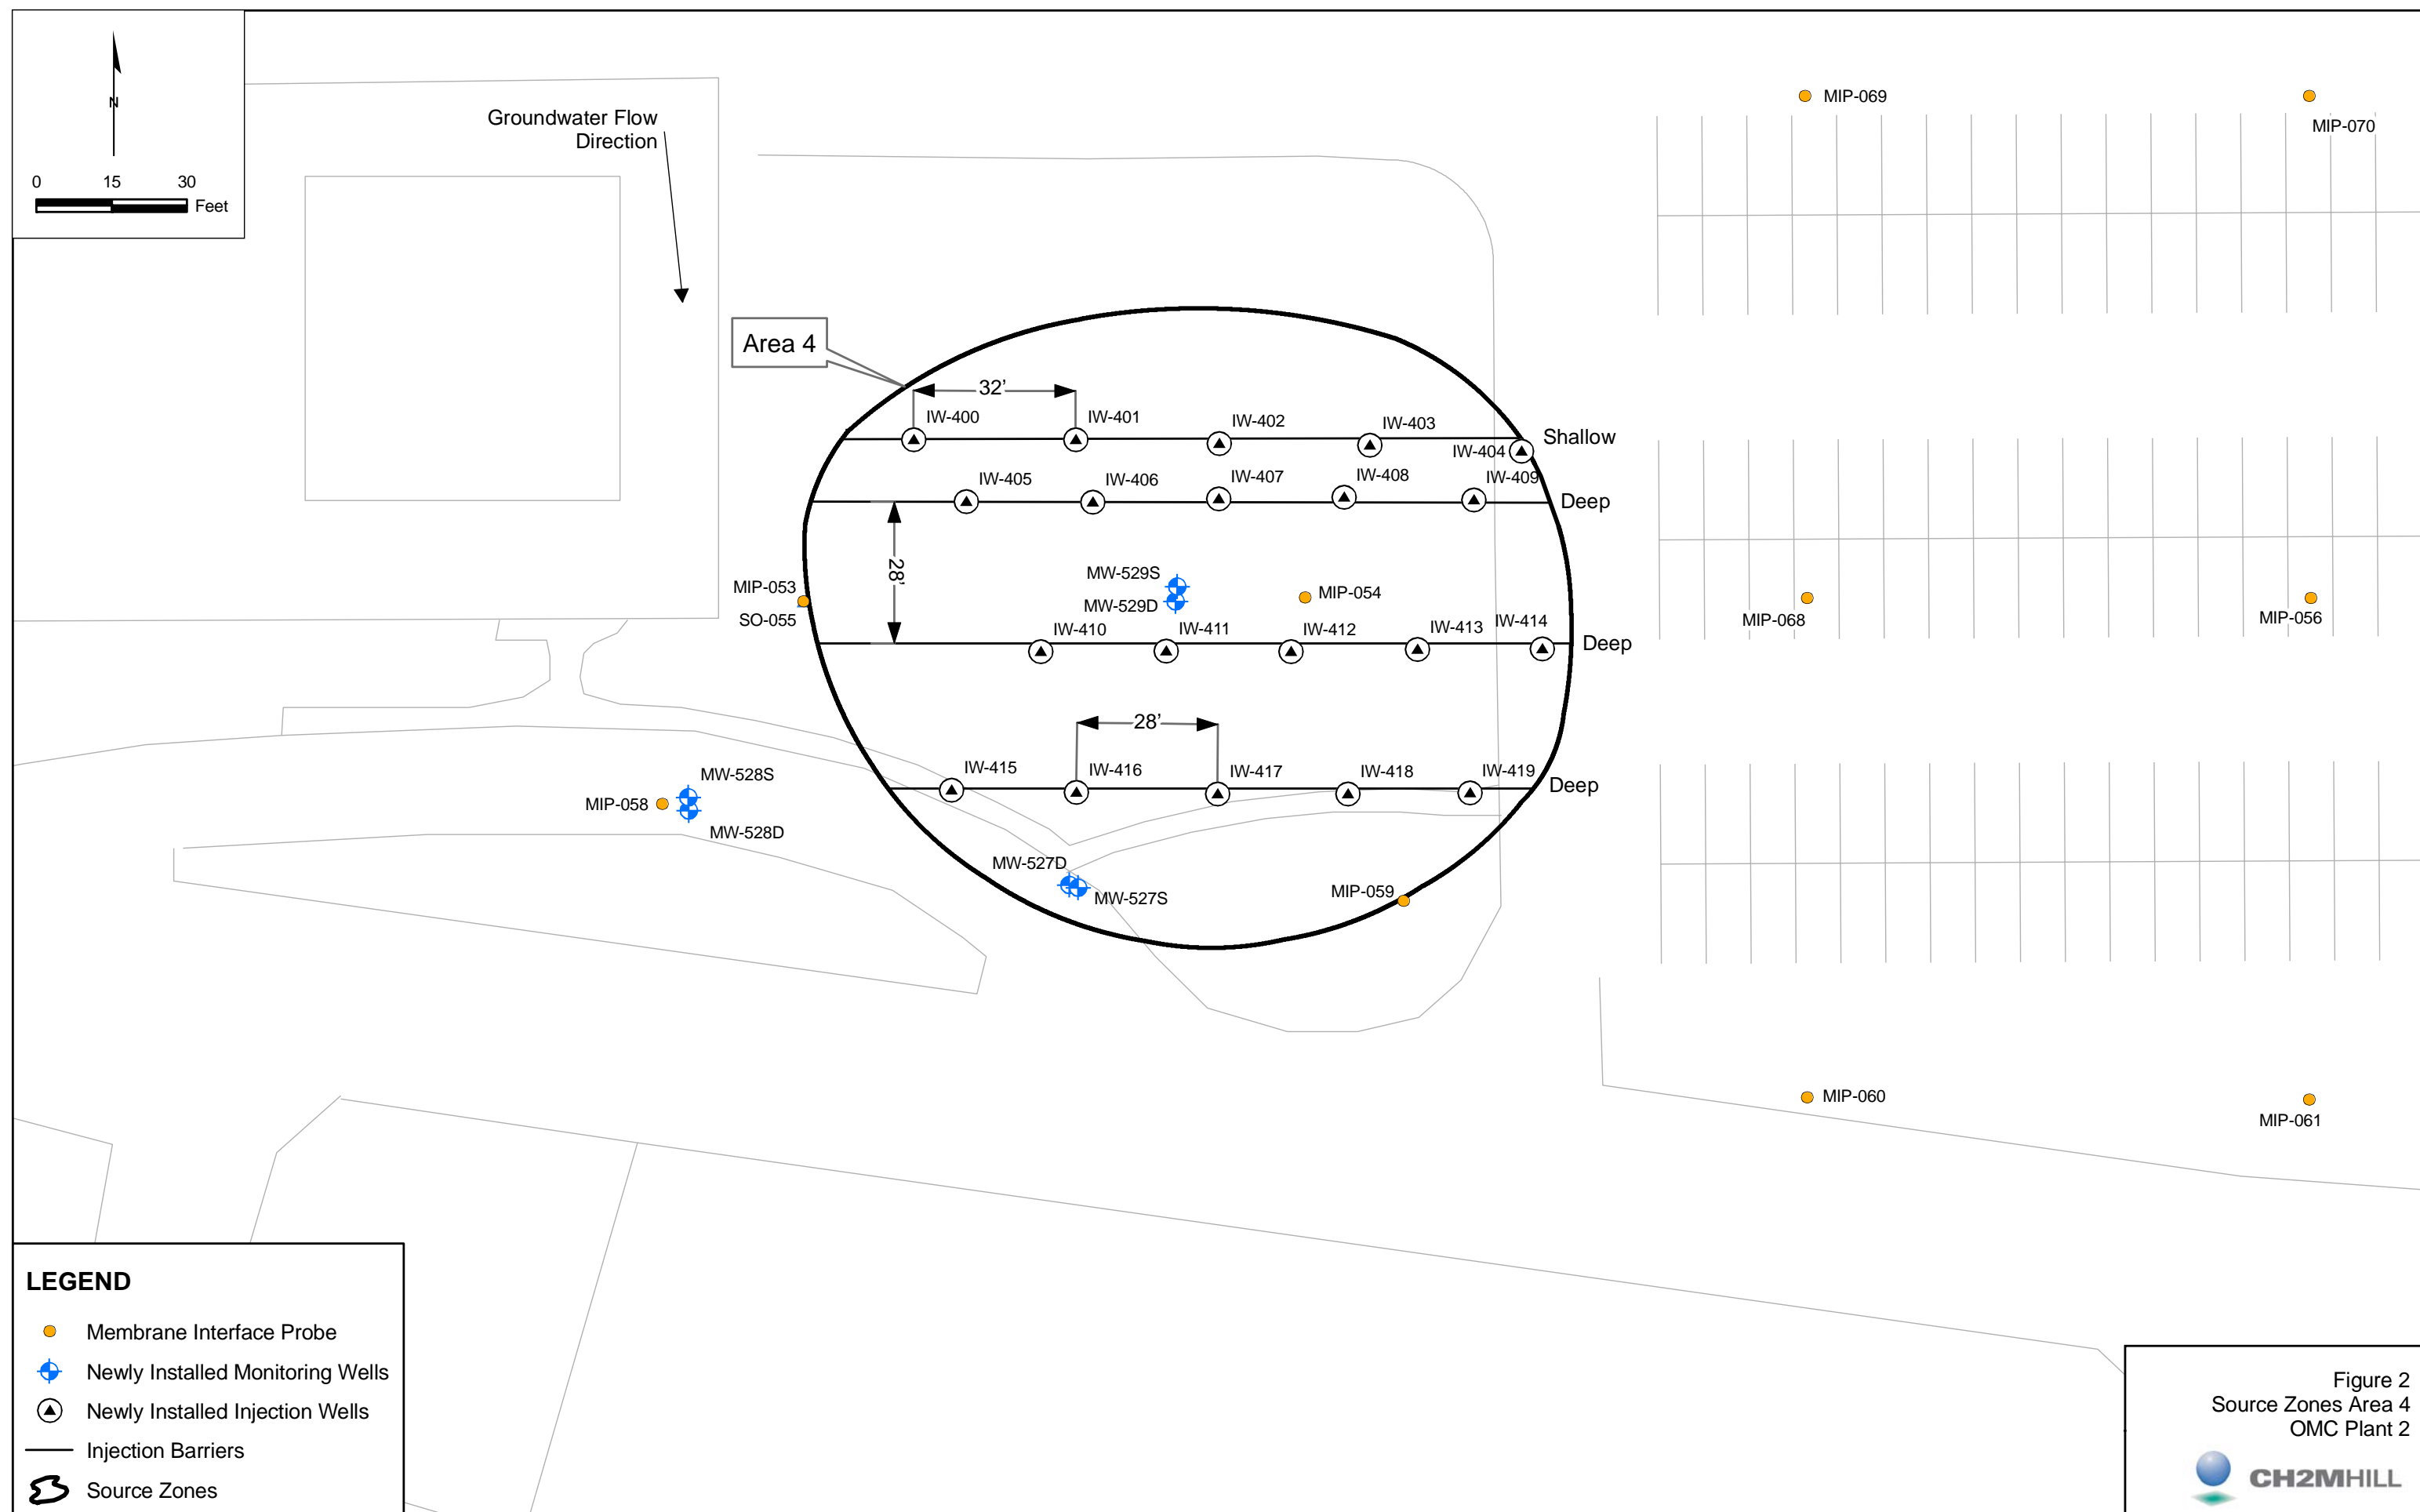 N
0 15 30
Feet
Groundwater Flow
Direction
MIP-069
MIP-070
Area 4
32'
IW-400
IW-401
IW-402
IW-403
IW-404
Shallow
IW-405
IW-406
IW-407
IW-408
IW-409
Deep
28'
MIP-053
SO-055
MW-529S
MW-529D
MIP-054
MIP-068
MIP-056
IW-410
IW-411
IW-412
IW-413
IW-414
Deep
28'
IW-415
IW-416
IW-417
IW-418
IW-419
Deep
MW-528S
MIP-058
MW-528D
MW-527D
MW-527S
MIP-059
MIP-060
MIP-061
LEGEND
Membrane Interface Probe
Newly Installed Monitoring Wells
Newly Installed Injection Wells
Injection Barriers
Source Zones
Figure 2
Source Zones Area 4
OMC Plant 2
CH2MHILL